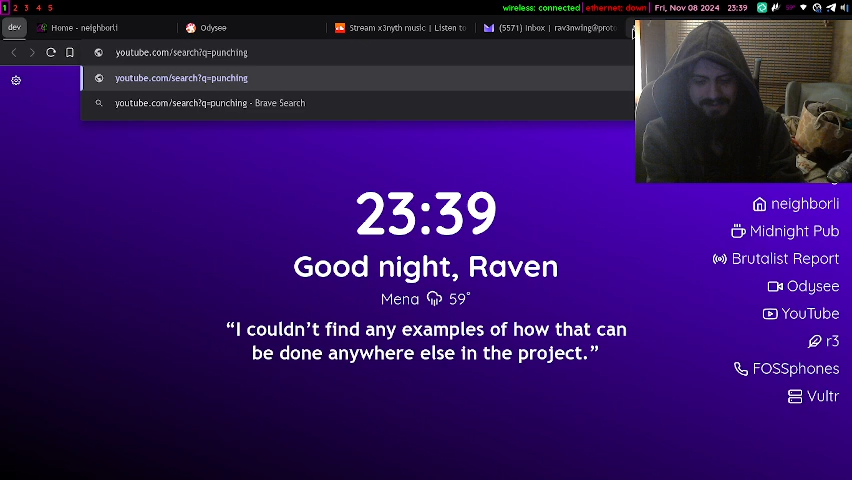 1 2 3 4 5
wireless: connected | ethernet: down | Fri, Nov 08 2024 23:39
dev
Home - neighborli
Odysee
Stream x3nyth music | Listen to
(5571) Inbox | rav3nw1ng@proto
youtube.com/search?q=punching
youtube.com/search?q=punching
youtube.com/search?q=punching - Brave Search
23:39
Good night, Raven
Mena 59°
“I couldn’t find any examples of how that can
be done anywhere else in the project.”
neighborli
Midnight Pub
Brutalist Report
Odysee
YouTube
r3
FOSSphones
Vultr